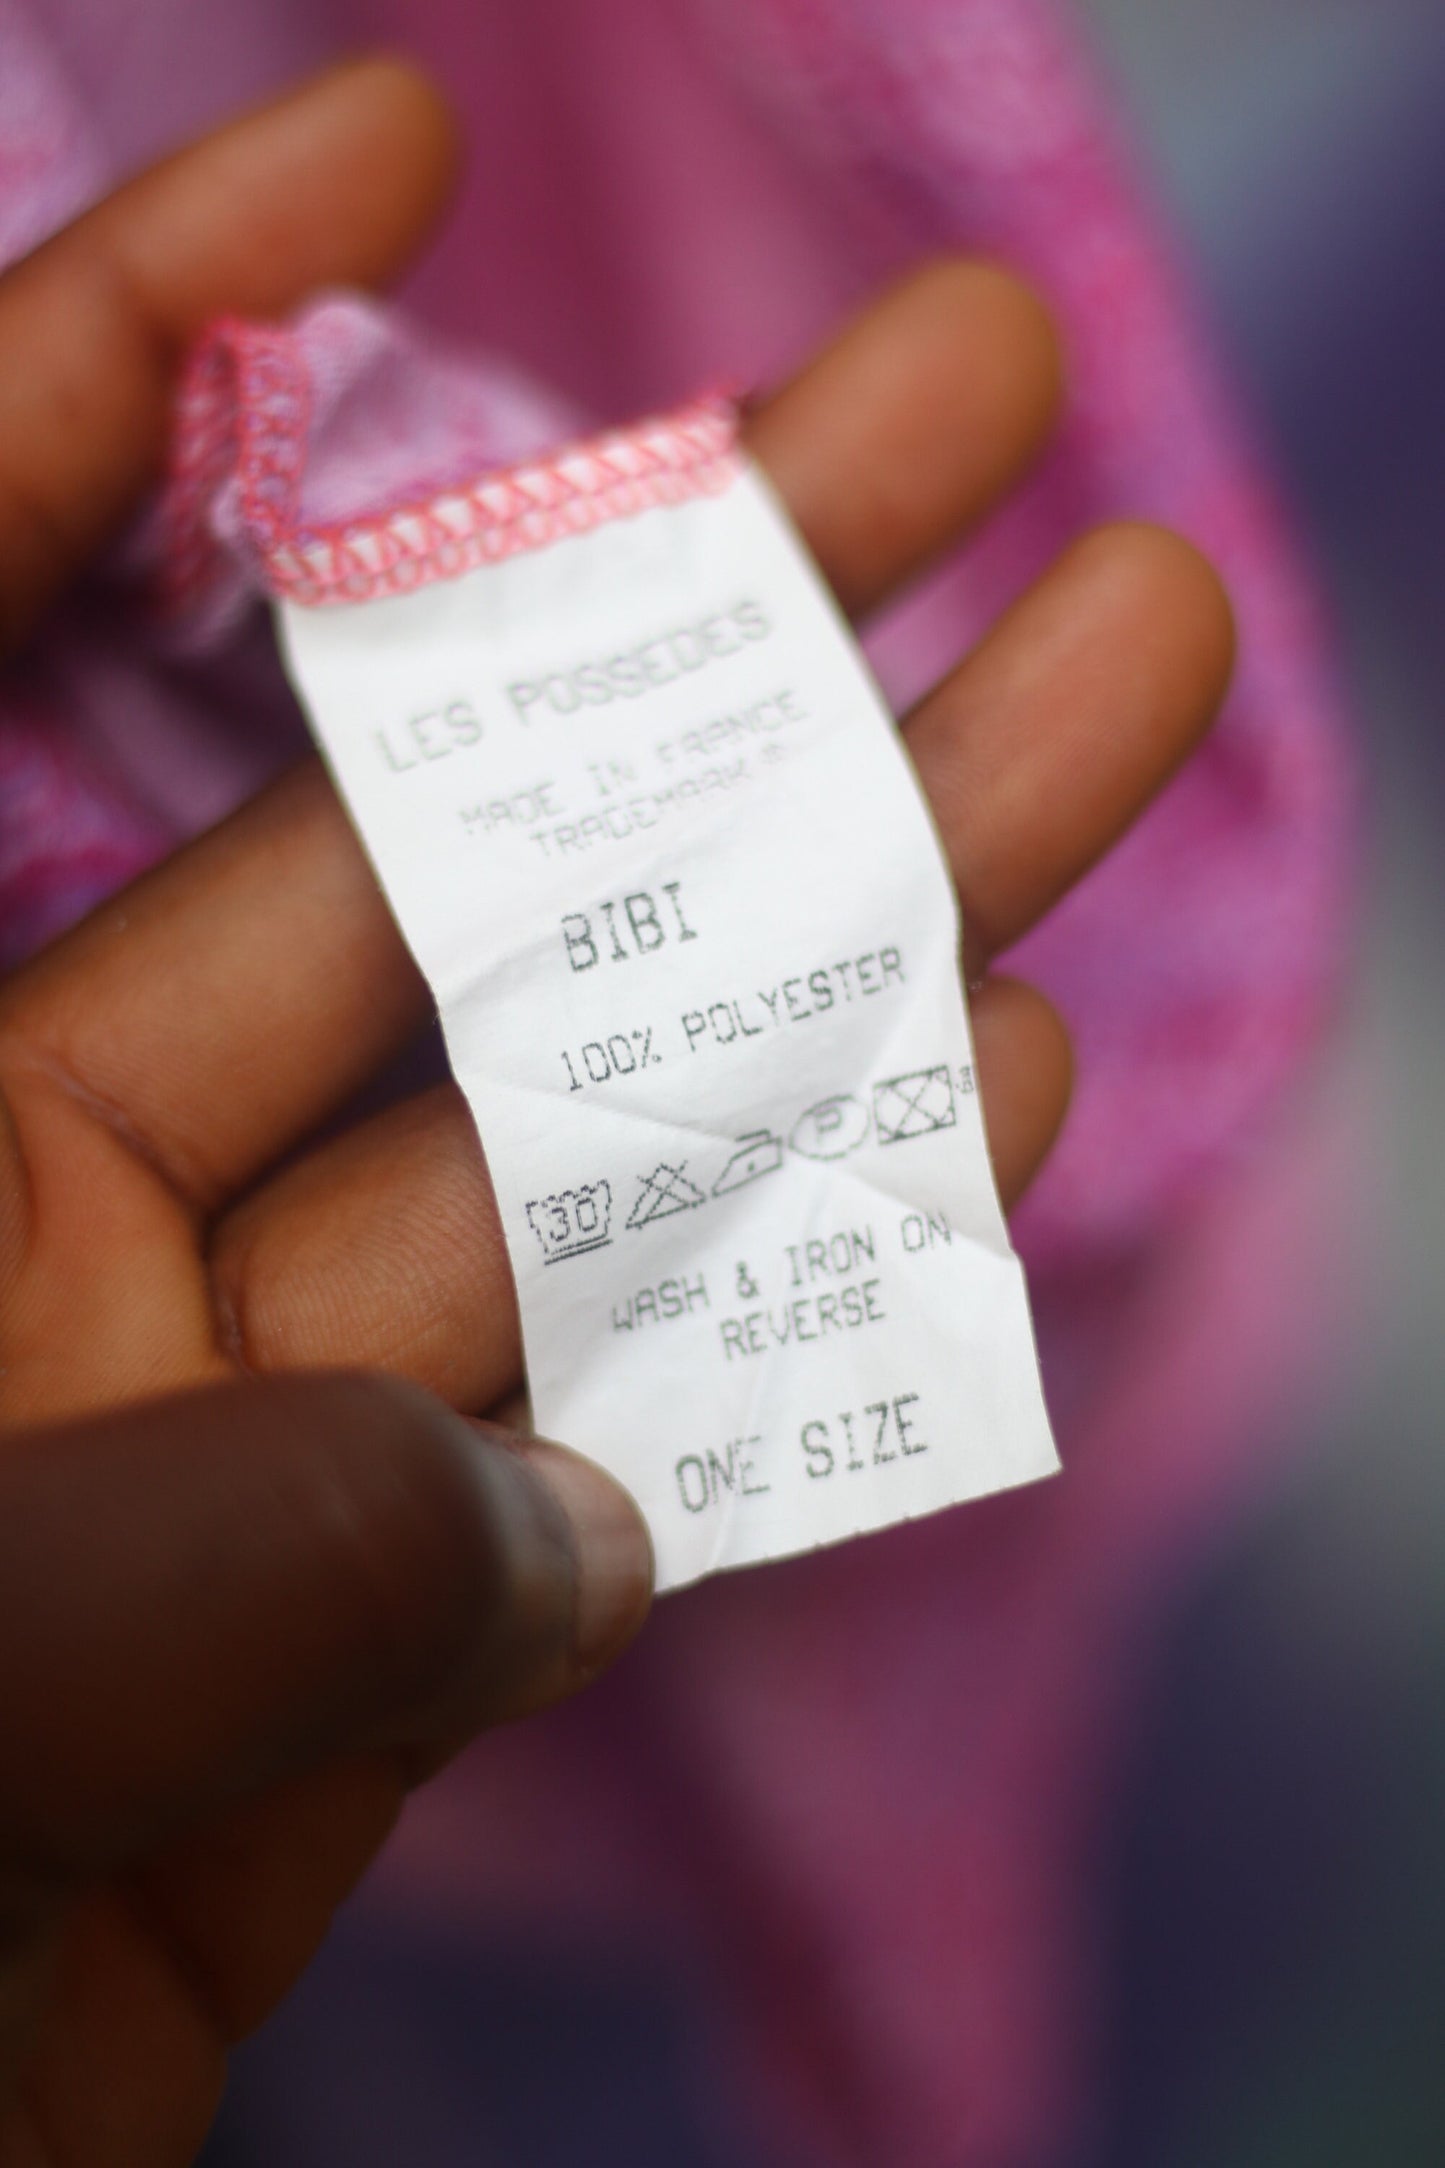 LES POSSEDES
MADE IN FRANCE
TRADEMARK ®
BIBI
100% POLYESTER
30 P
WASH & IRON ON
REVERSE
ONE SIZE